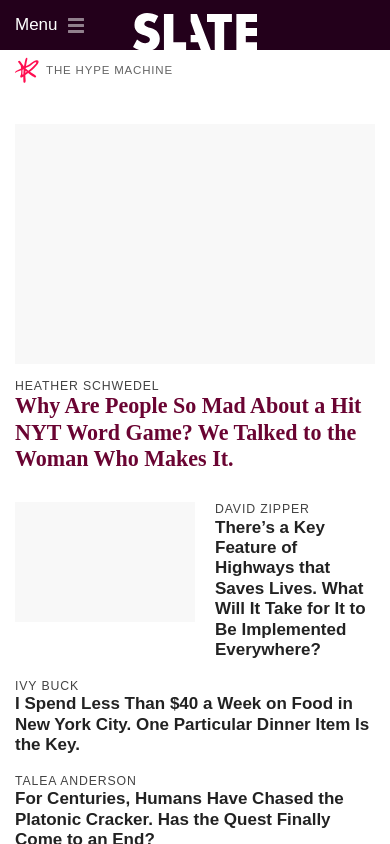 Menu
SLATE
THE HYPE MACHINE
HEATHER SCHWEDEL
Why Are People So Mad About a Hit
NYT Word Game? We Talked to the
Woman Who Makes It.
DAVID ZIPPER
There’s a Key
Feature of
Highways that
Saves Lives. What
Will It Take for It to
Be Implemented
Everywhere?
IVY BUCK
I Spend Less Than $40 a Week on Food in
New York City. One Particular Dinner Item Is
the Key.
TALEA ANDERSON
For Centuries, Humans Have Chased the
Platonic Cracker. Has the Quest Finally
Come to an End?